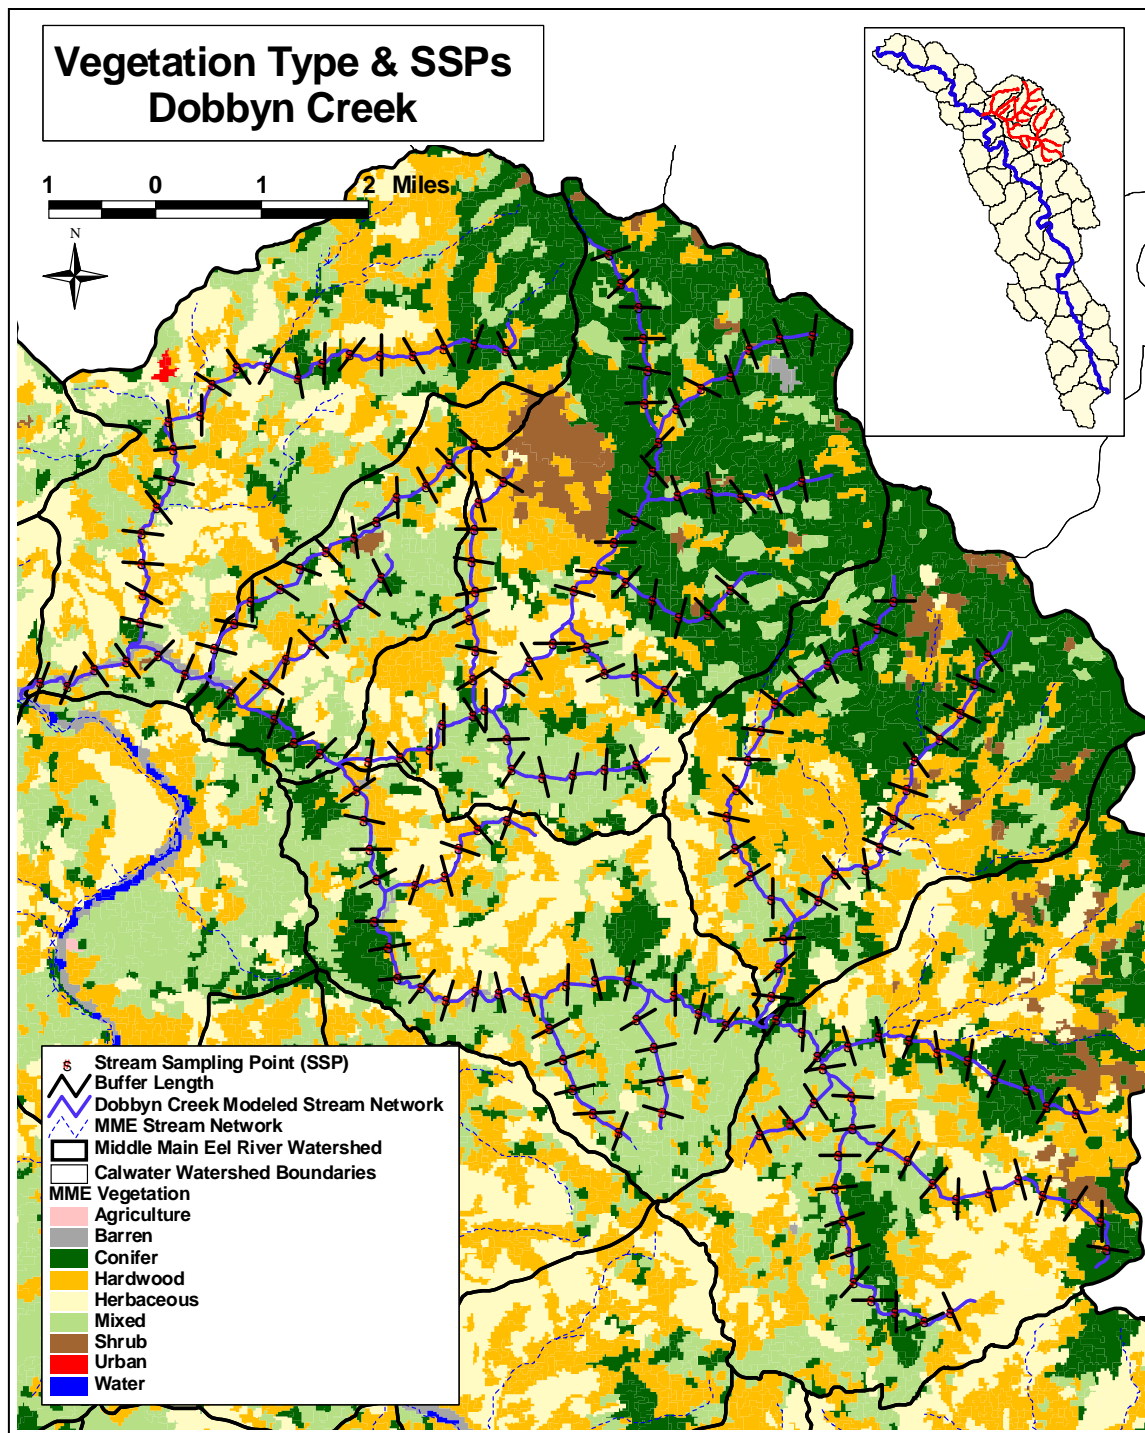 Vegetation Type & SSPs
Dobbyn Creek
1 0 1 2 Miles
N
S Stream Sampling Point (SSP)
Buffer Length
Dobbyn Creek Modeled Stream Network
MME Stream Network
Middle Main Eel River Watershed
Calwater Watershed Boundaries
MME Vegetation
Agriculture
Barren
Conifer
Hardwood
Herbaceous
Mixed
Shrub
Urban
Water